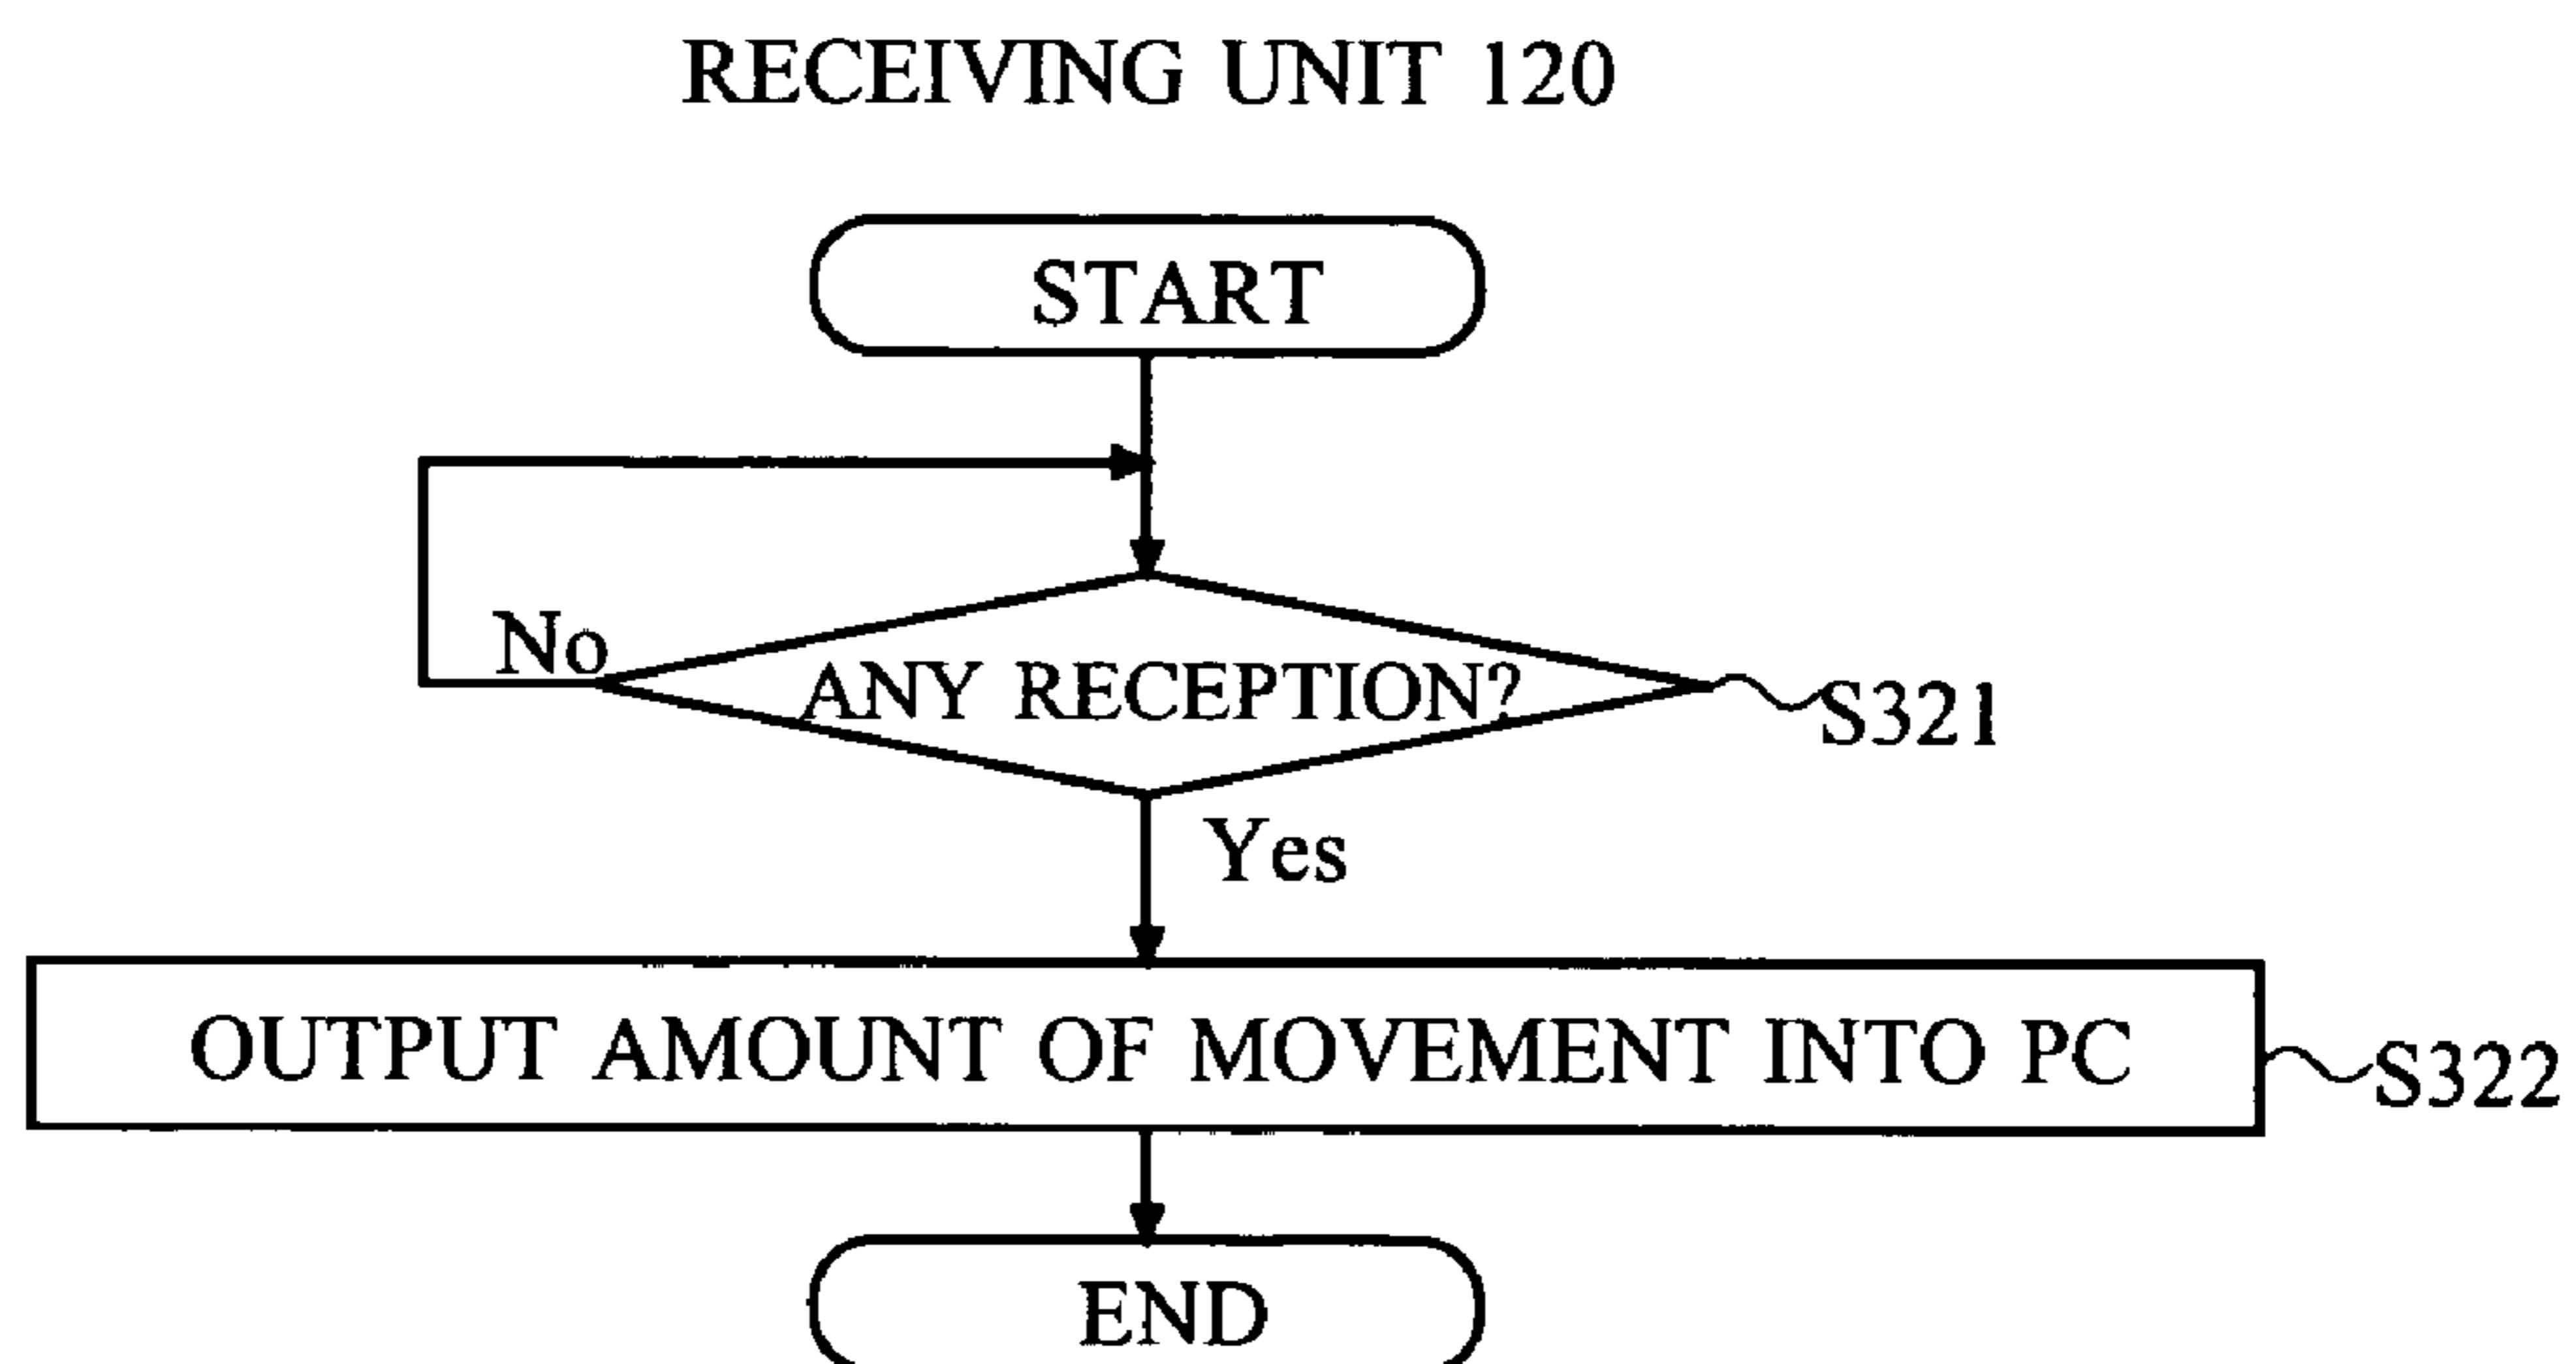 RECEIVING UNIT 120
START
No
ANY RECEPTION?
S321
Yes
OUTPUT AMOUNT OF MOVEMENT INTO PC
S322
END